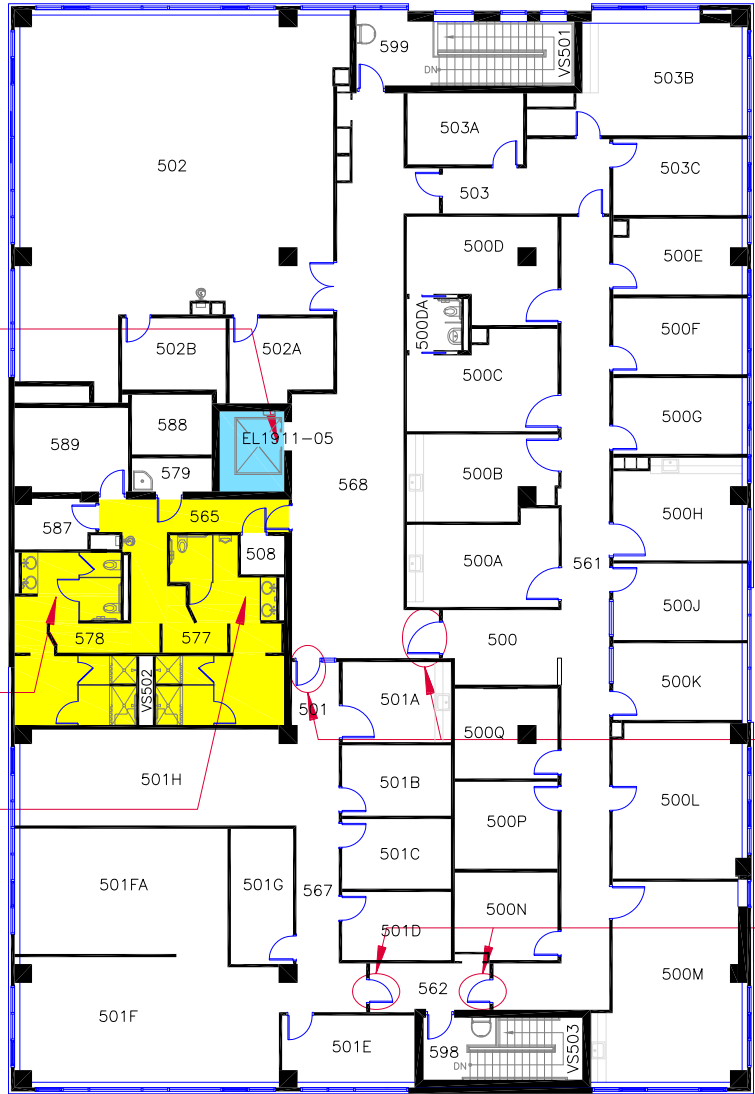 599
VS501
DN
503B
503A
502
503C
503
500D
500E
500DA
500F
502B
502A
500C
500G
588
EL1911-05
589
579
500B
568
500H
565
587
508
500A
561
500J
578
577
500
500K
VS502
501
501A
500Q
501H
501B
500L
500P
501C
501FA
501G
567
500N
501D
500M
562
501F
501E
598
VS503
DN